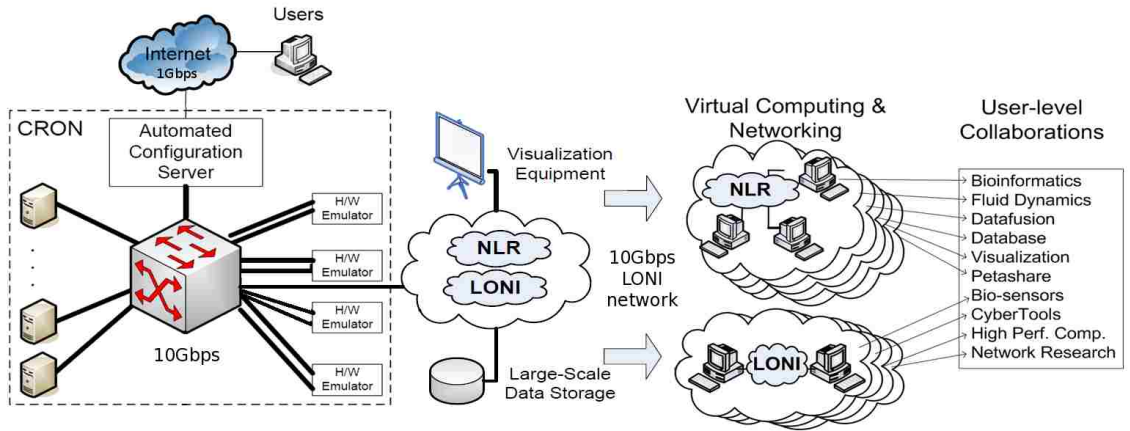 Users
Internet
1Gbps
CRON
Automated
Configuration
Server
H/W
Emulator
H/W
Emulator
H/W
Emulator
H/W
Emulator
10Gbps
Visualization
Equipment
NLR
LONI
Large-Scale
Data Storage
10Gbps
LONI
network
Virtual Computing &
Networking
NLR
LONI
User-level
Collaborations
Bioinformatics
Fluid Dynamics
Datafusion
Database
Visualization
Petashare
Bio-sensors
CyberTools
High Perf. Comp.
Network Research